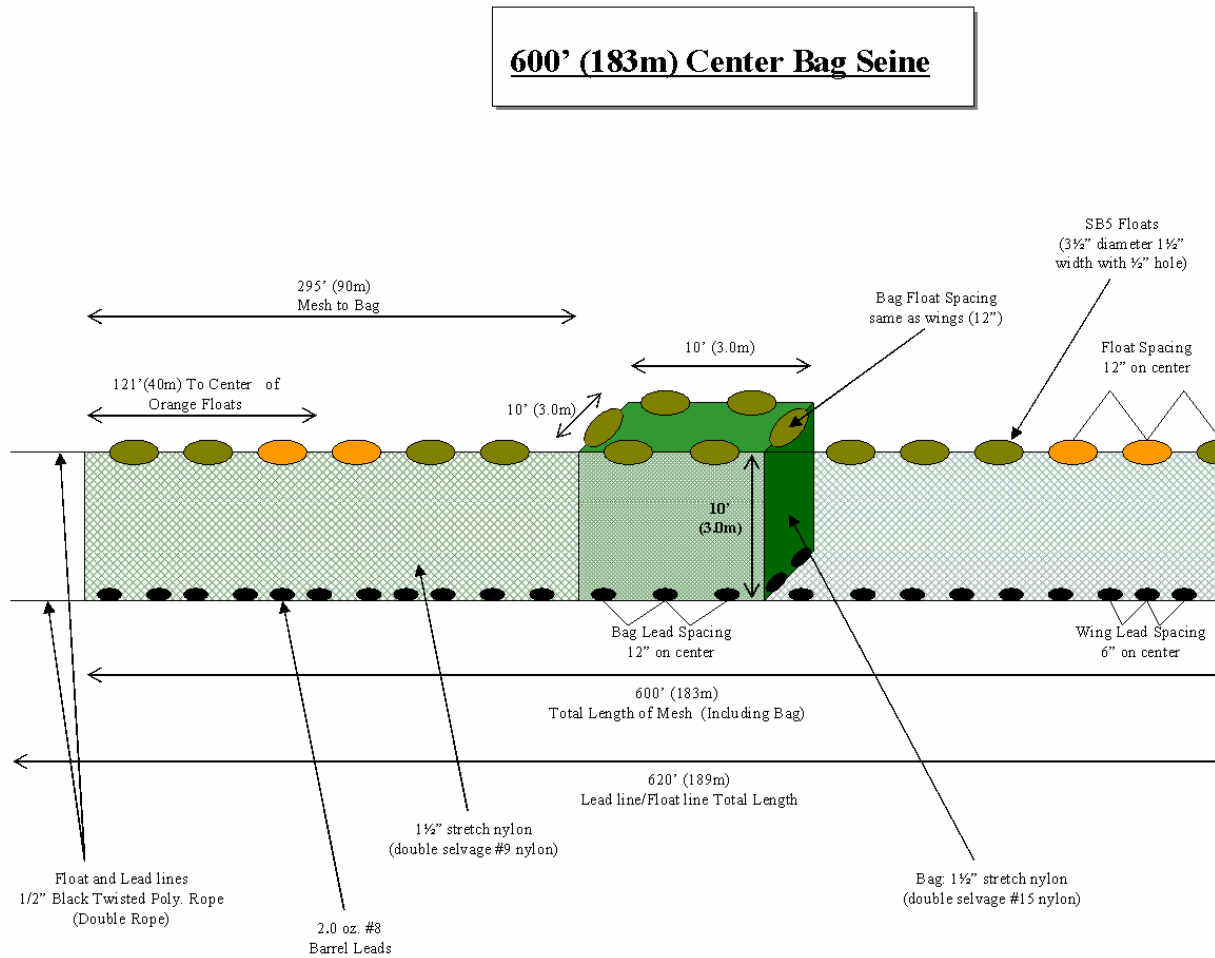 600’ (183m) Center Bag Seine
SB5 Floats
(3½” diameter 1½”
width with ½” hole)
295’ (90m)
Mesh to Bag
Bag Float Spacing
same as wings (12”)
10’ (3.0m)
Float Spacing
12” on center
121’(40m) To Center of
Orange Floats
10’ (3.0m)
10’
(3.0m)
Bag Lead Spacing
12” on center
Wing Lead Spacing
6” on center
600’ (183m)
Total Length of Mesh (Including Bag)
620’ (189m)
Lead line/Float line Total Length
1½” stretch nylon
(double selvage #9 nylon)
Float and Lead lines
1/2” Black Twisted Poly. Rope
(Double Rope)
Bag: 1½” stretch nylon
(double selvage #15 nylon)
2.0 oz. #8
Barrel Leads